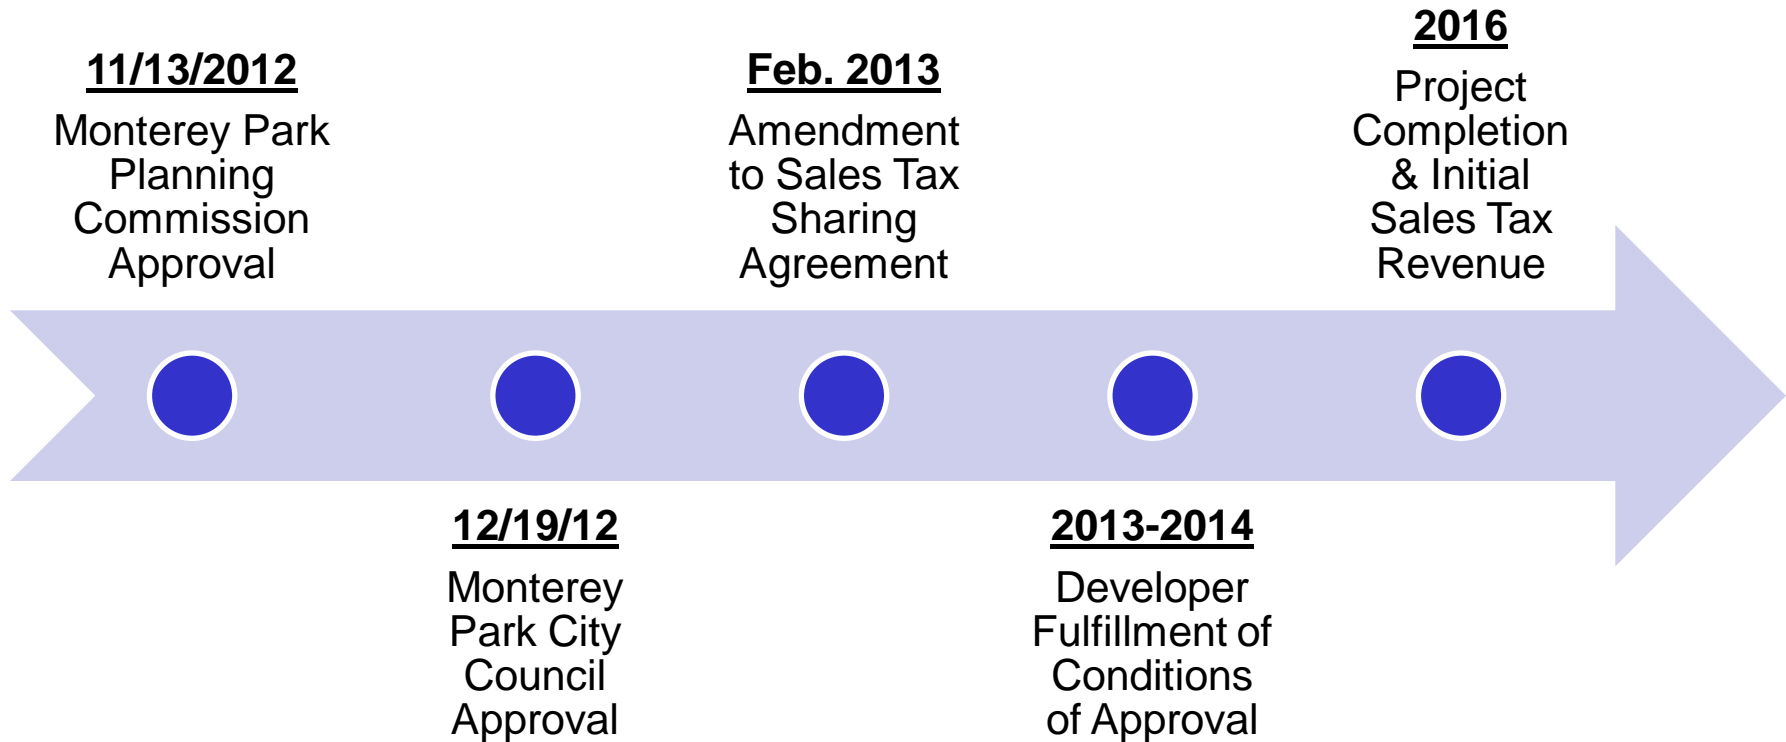 11/13/2012
Monterey Park
Planning
Commission
Approval
12/19/12
Monterey
Park City
Council
Approval
Feb. 2013
Amendment
to Sales Tax
Sharing
Agreement
2013-2014
Developer
Fulfillment of
Conditions
of Approval
2016
Project
Completion
& Initial
Sales Tax
Revenue